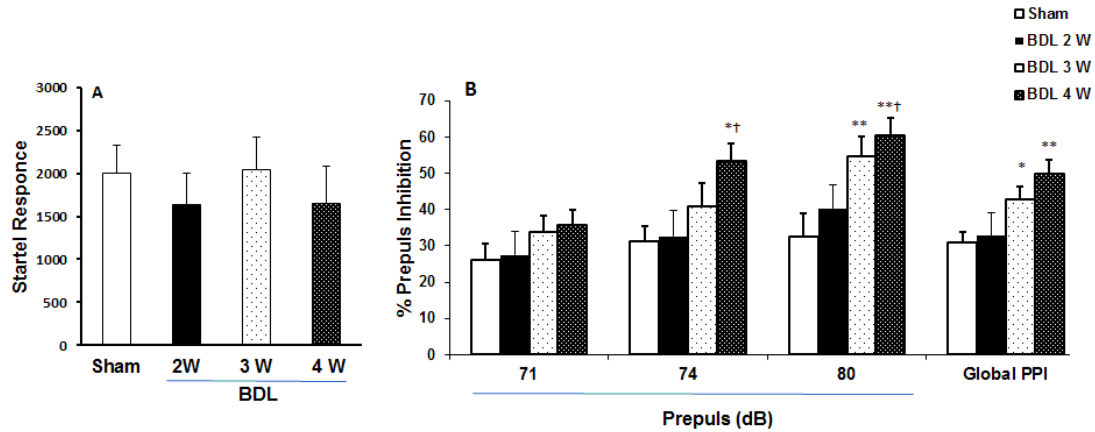 Sham
BDL 2 W
BDL 3 W
BDL 4 W
A
Startel Responce
3000
2500
2000
1500
1000
500
0
Sham 2W 3 W 4 W
BDL
B
% Prepuls Inhibition
70
60
50
40
30
20
10
0
*†
**
**†
*
**
71 74 80 Global PPI
Prepuls (dB)